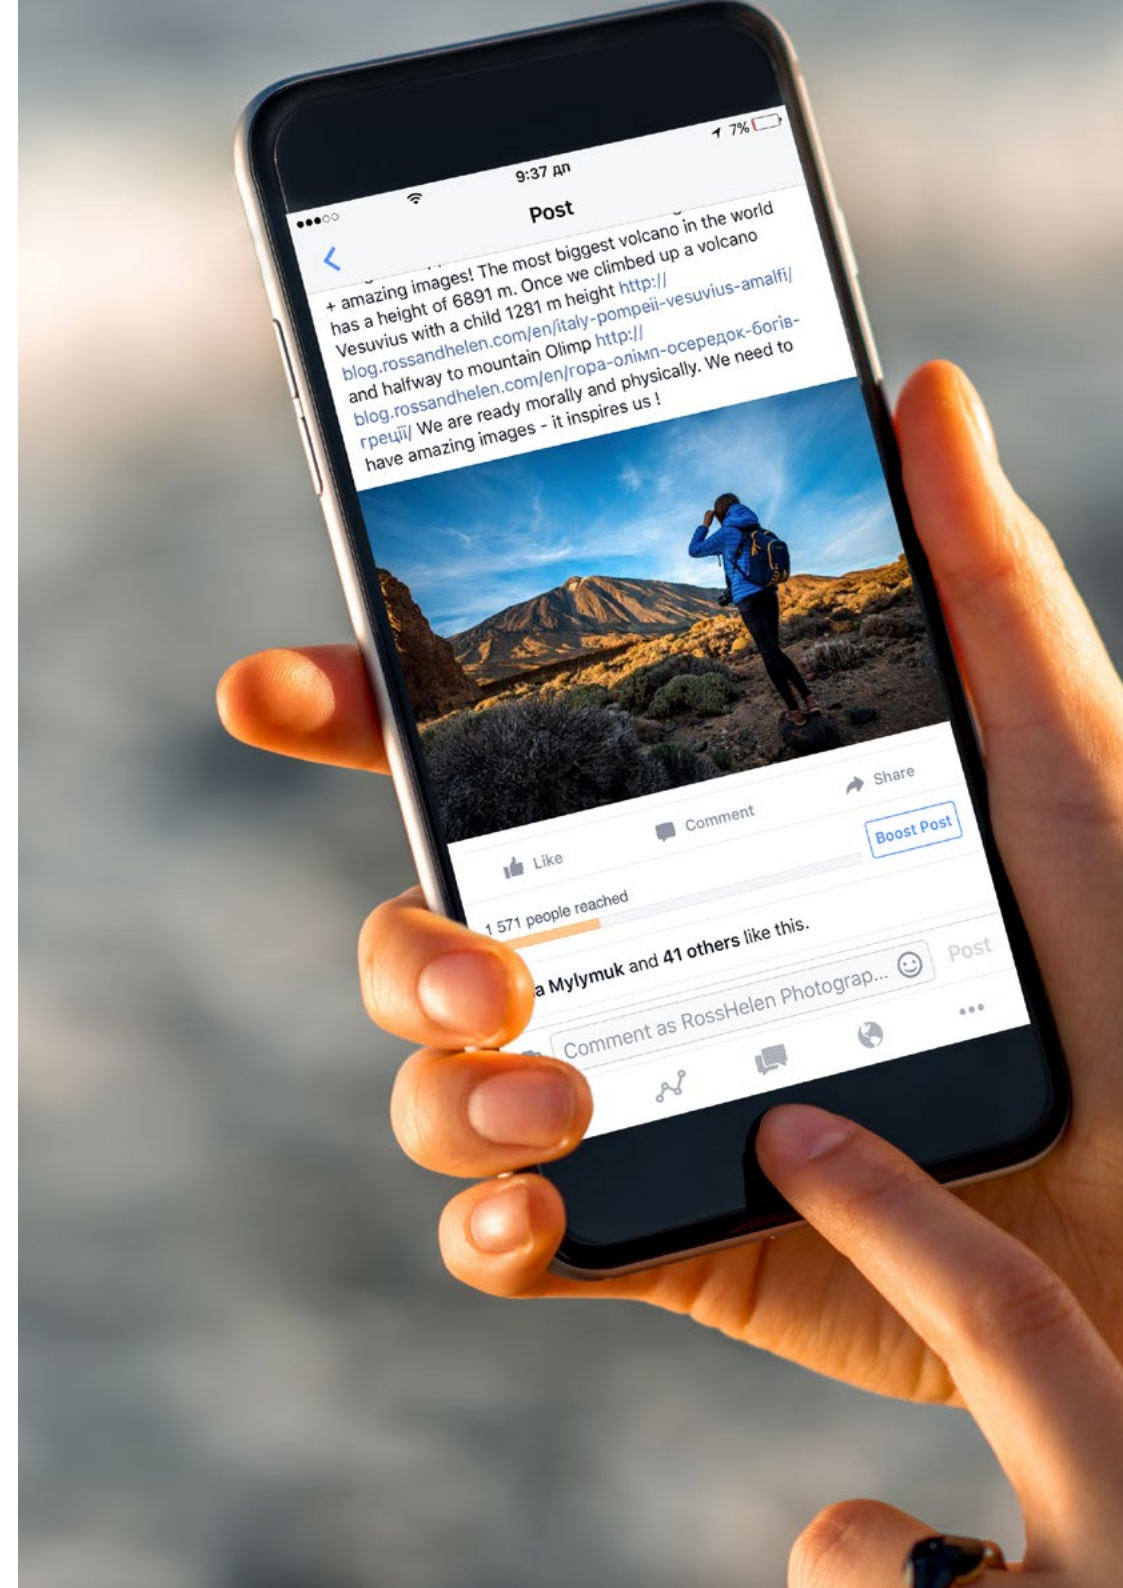 7%
9:37 дп
Post
+ amazing images! The most biggest volcano in the world
has a height of 6891 m. Once we climbed up a volcano
Vesuvius with a child 1281 m height http://
blog.rossandhelen.com/en/italy-pompeii-vesuvius-amalfi/
and halfway to mountain Olimp http://
blog.rossandhelen.com/en/гора-олімп-осередок-богів-
греції/ We are ready morally and physically. We need to
have amazing images - it inspires us !
Like Comment Share
1 571 people reached Boost Post
a Mylymuk and 41 others like this.
Comment as RossHelen Photograp... Post